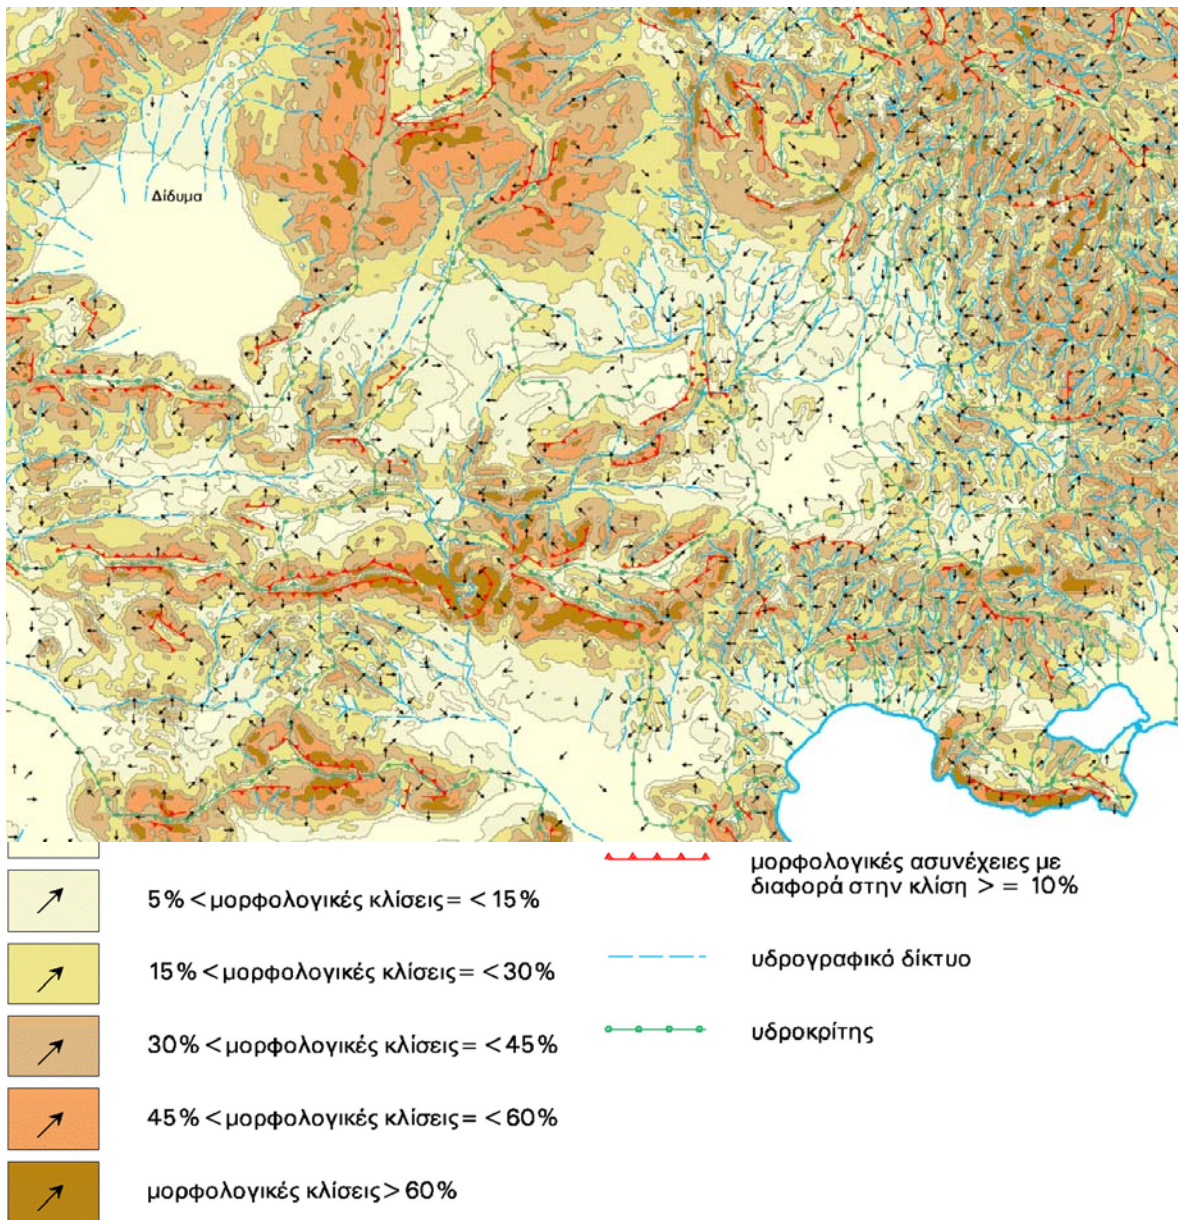 Δίδυμα
5% < μορφολογικές κλίσεις = < 15%
15% < μορφολογικές κλίσεις = < 30%
30% < μορφολογικές κλίσεις = < 45%
45% < μορφολογικές κλίσεις = < 60%
μορφολογικές κλίσεις > 60%
μορφολογικές ασυνέχειες με
διαφορά στην κλίση > = 10%
υδρογραφικό δίκτυο
υδροκρίτης